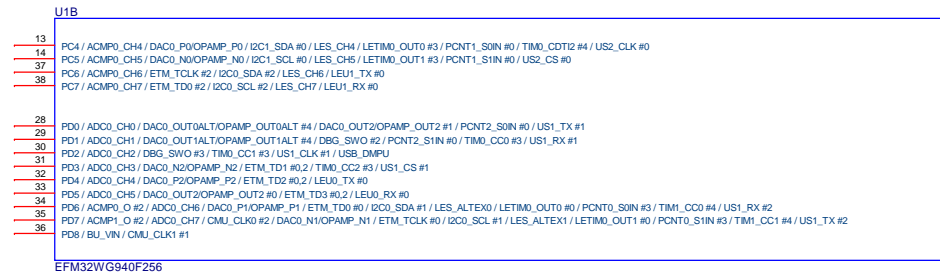 U1B
13 PC4 / ACMP0_CH4 / DAC0_P0/OPAMP_P0 / I2C1_SDA #0 / LES_CH4 / LETIM0_OUT0 #3 / PCNT1_S0IN #0 / TIM0_CDTI2 #4 / US2_CLK #0
14 PC5 / ACMP0_CH5 / DAC0_N0/OPAMP_N0 / I2C1_SCL #0 / LES_CH5 / LETIM0_OUT1 #3 / PCNT1_S1IN #0 / US2_CS #0
37 PC6 / ACMP0_CH6 / ETM_TCLK #2 / I2C0_SDA #2 / LES_CH6 / LEU1_TX #0
38 PC7 / ACMP0_CH7 / ETM_TD0 #2 / I2C0_SCL #2 / LES_CH7 / LEU1_RX #0
28 PD0 / ADC0_CH0 / DAC0_OUT0ALT/OPAMP_OUT0ALT #4 / DAC0_OUT2/OPAMP_OUT2 #1 / PCNT2_S0IN #0 / US1_TX #1
29 PD1 / ADC0_CH1 / DAC0_OUT1ALT/OPAMP_OUT1ALT #4 / DBG_SWO #2 / PCNT2_S1IN #0 / TIM0_CC0 #3 / US1_RX #1
30 PD2 / ADC0_CH2 / DBG_SWO #3 / TIM0_CC1 #3 / US1_CLK #1 / USB_DMPU
31 PD3 / ADC0_CH3 / DAC0_N2/OPAMP_N2 / ETM_TD1 #0,2 / TIM0_CC2 #3 / US1_CS #1
32 PD4 / ADC0_CH4 / DAC0_P2/OPAMP_P2 / ETM_TD2 #0,2 / LEU0_TX #0
33 PD5 / ADC0_CH5 / DAC0_OUT2/OPAMP_OUT2 #0 / ETM_TD3 #0,2 / LEU0_RX #0
34 PD6 / ACMP0_O #2 / ADC0_CH6 / DAC0_P1/OPAMP_P1 / ETM_TD0 #0 / I2C0_SDA #1 / LES_ALTEX0 / LETIM0_OUT0 #0 / PCNT0_S0IN #3 / TIM1_CC0 #4 / US1_RX #2
35 PD7 / ACMP1_O #2 / ADC0_CH7 / CMU_CLK0 #2 / DAC0_N1/OPAMP_N1 / ETM_TCLK #0 / I2C0_SCL #1 / LES_ALTEX1 / LETIM0_OUT1 #0 / PCNT0_S1IN #3 / TIM1_CC1 #4 / US1_TX #2
36 PD8 / BU_VIN / CMU_CLK1 #1
EFM32WG940F256